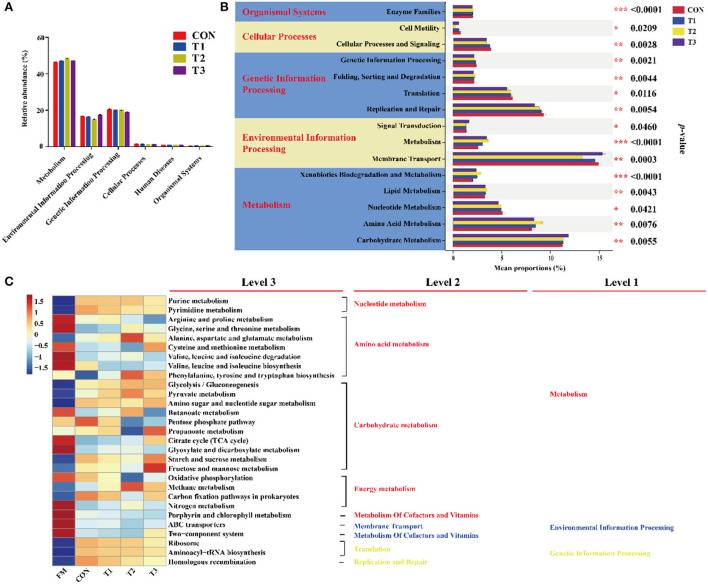 A
CON
T1
T2
T3
Relative abundance (%)
80
60
40
20
0
Metabolism
Environmental Information Processing
Genetic Information Processing
Cellular Processes
Human Diseases
Organismal Systems
B
Organismal Systems
Enzyme Families
*** <0.0001
Cellular Processes
Cell Motility
* 0.0209
Cellular Processes and Signaling
** 0.0028
Genetic Information Processing
Genetic Information Processing
** 0.0021
Folding, Sorting and Degradation
** 0.0044
Translation
* 0.0116
Replication and Repair
** 0.0054
Environmental Information Processing
Signal Transduction
* 0.0460
Metabolism
*** <0.0001
Membrane Transport
** 0.0003
Metabolism
Xenobiotics Biodegradation and Metabolism
*** <0.0001
Lipid Metabolism
** 0.0043
Nucleotide Metabolism
* 0.0421
Amino Acid Metabolism
** 0.0076
Carbohydrate Metabolism
** 0.0055
0 5 10 15
Mean proportions (%)
p-value
CON
T1
T2
T3
C
Level 3 Level 2 Level 1
1.5
1
0.5
0
−0.5
−1
−1.5
Purine metabolism
Pyrimidine metabolism
Arginine and proline metabolism
Glycine, serine and threonine metabolism
Alanine, aspartate and glutamate metabolism
Cysteine and methionine metabolism
Valine, leucine and isoleucine degradation
Valine, leucine and isoleucine biosynthesis
Phenylalanine, tyrosine and tryptophan biosynthesis
Glycolysis / Gluconeogenesis
Pyruvate metabolism
Amino sugar and nucleotide sugar metabolism
Butanoate metabolism
Pentose phosphate pathway
Propanoate metabolism
Citrate cycle (TCA cycle)
Glyoxylate and dicarboxylate metabolism
Starch and sucrose metabolism
Fructose and mannose metabolism
Oxidative phosphorylation
Methane metabolism
Carbon fixation pathways in prokaryotes
Nitrogen metabolism
Porphyrin and chlorophyll metabolism
ABC transporters
Two−component system
Ribosome
Aminoacyl−tRNA biosynthesis
Homologous recombination
FM CON T1 T2 T3
Nucleotide metabolism
Amino acid metabolism
Carbohydrate metabolism
Energy metabolism
Metabolism Of Cofactors and Vitamins
Membrane Transport
Metabolism Of Cofactors and Vitamins
Translation
Replication and Repair
Metabolism
Environmental Information Processing
Genetic Information Processing